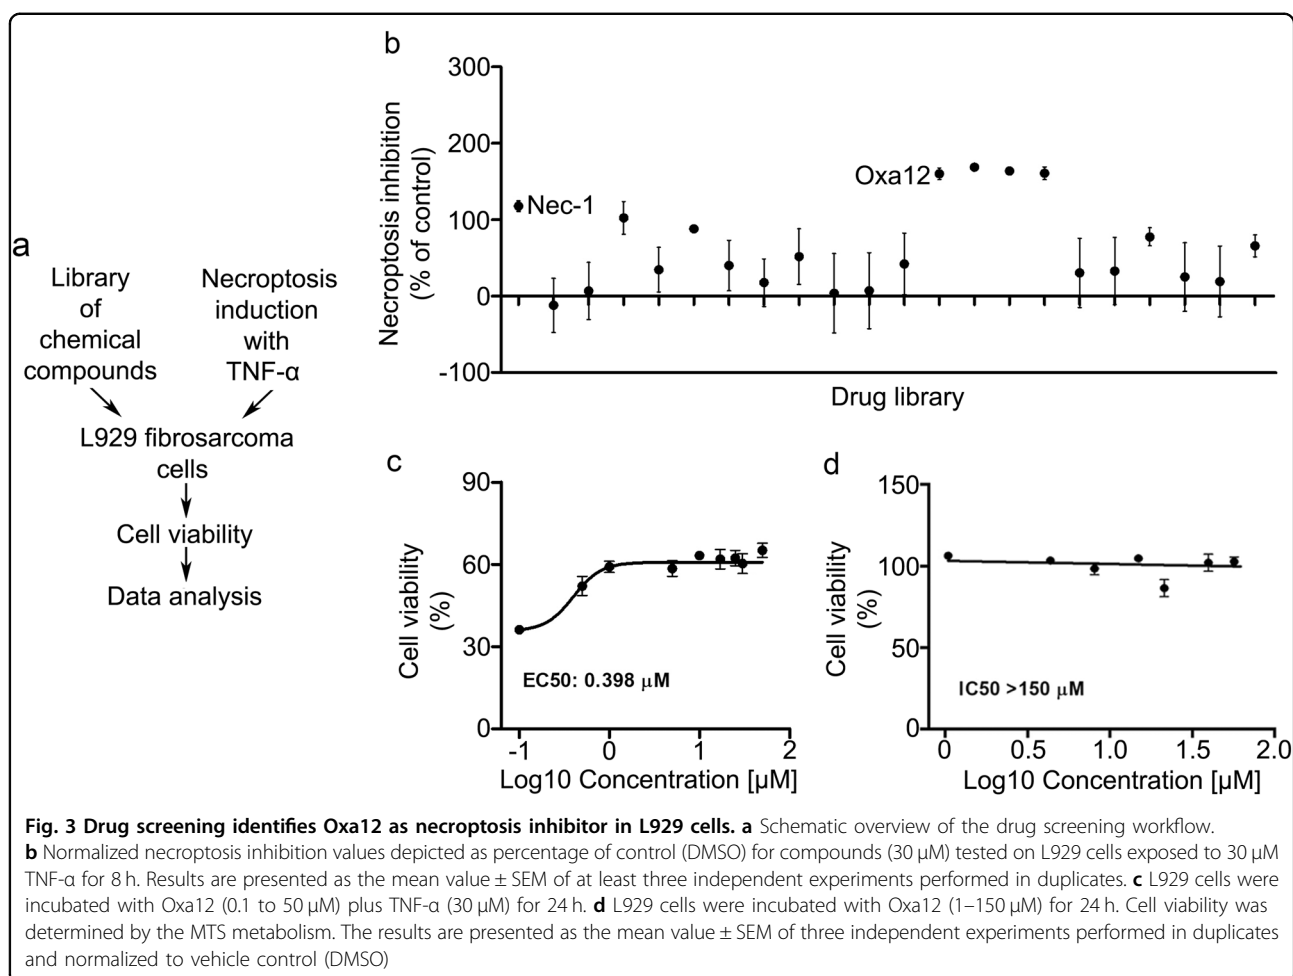 a
Library
of
chemical
compounds
Necroptosis
induction
with
TNF-α
L929 fibrosarcoma
cells
Cell viability
Data analysis
b
Necroptosis inhibition
(% of control)
300
200
100
0
-100
Nec-1
Oxa12
Drug library
c
Cell viability
(%)
90
60
30
0
EC50: 0.398 μM
-1 0 1 2
Log10 Concentration [μM]
d
Cell viability
(%)
150
100
50
0
IC50 >150 μM
0 0.5 1.0 1.5 2.0
Log10 Concentration [μM]
Fig. 3 Drug screening identifies Oxa12 as necroptosis inhibitor in L929 cells. a Schematic overview of the drug screening workflow.
b Normalized necroptosis inhibition values depicted as percentage of control (DMSO) for compounds (30 μM) tested on L929 cells exposed to 30 μM
TNF-α for 8 h. Results are presented as the mean value ± SEM of at least three independent experiments performed in duplicates. c L929 cells were
incubated with Oxa12 (0.1 to 50 μM) plus TNF-α (30 μM) for 24 h. d L929 cells were incubated with Oxa12 (1–150 μM) for 24 h. Cell viability was
determined by the MTS metabolism. The results are presented as the mean value ± SEM of three independent experiments performed in duplicates
and normalized to vehicle control (DMSO)